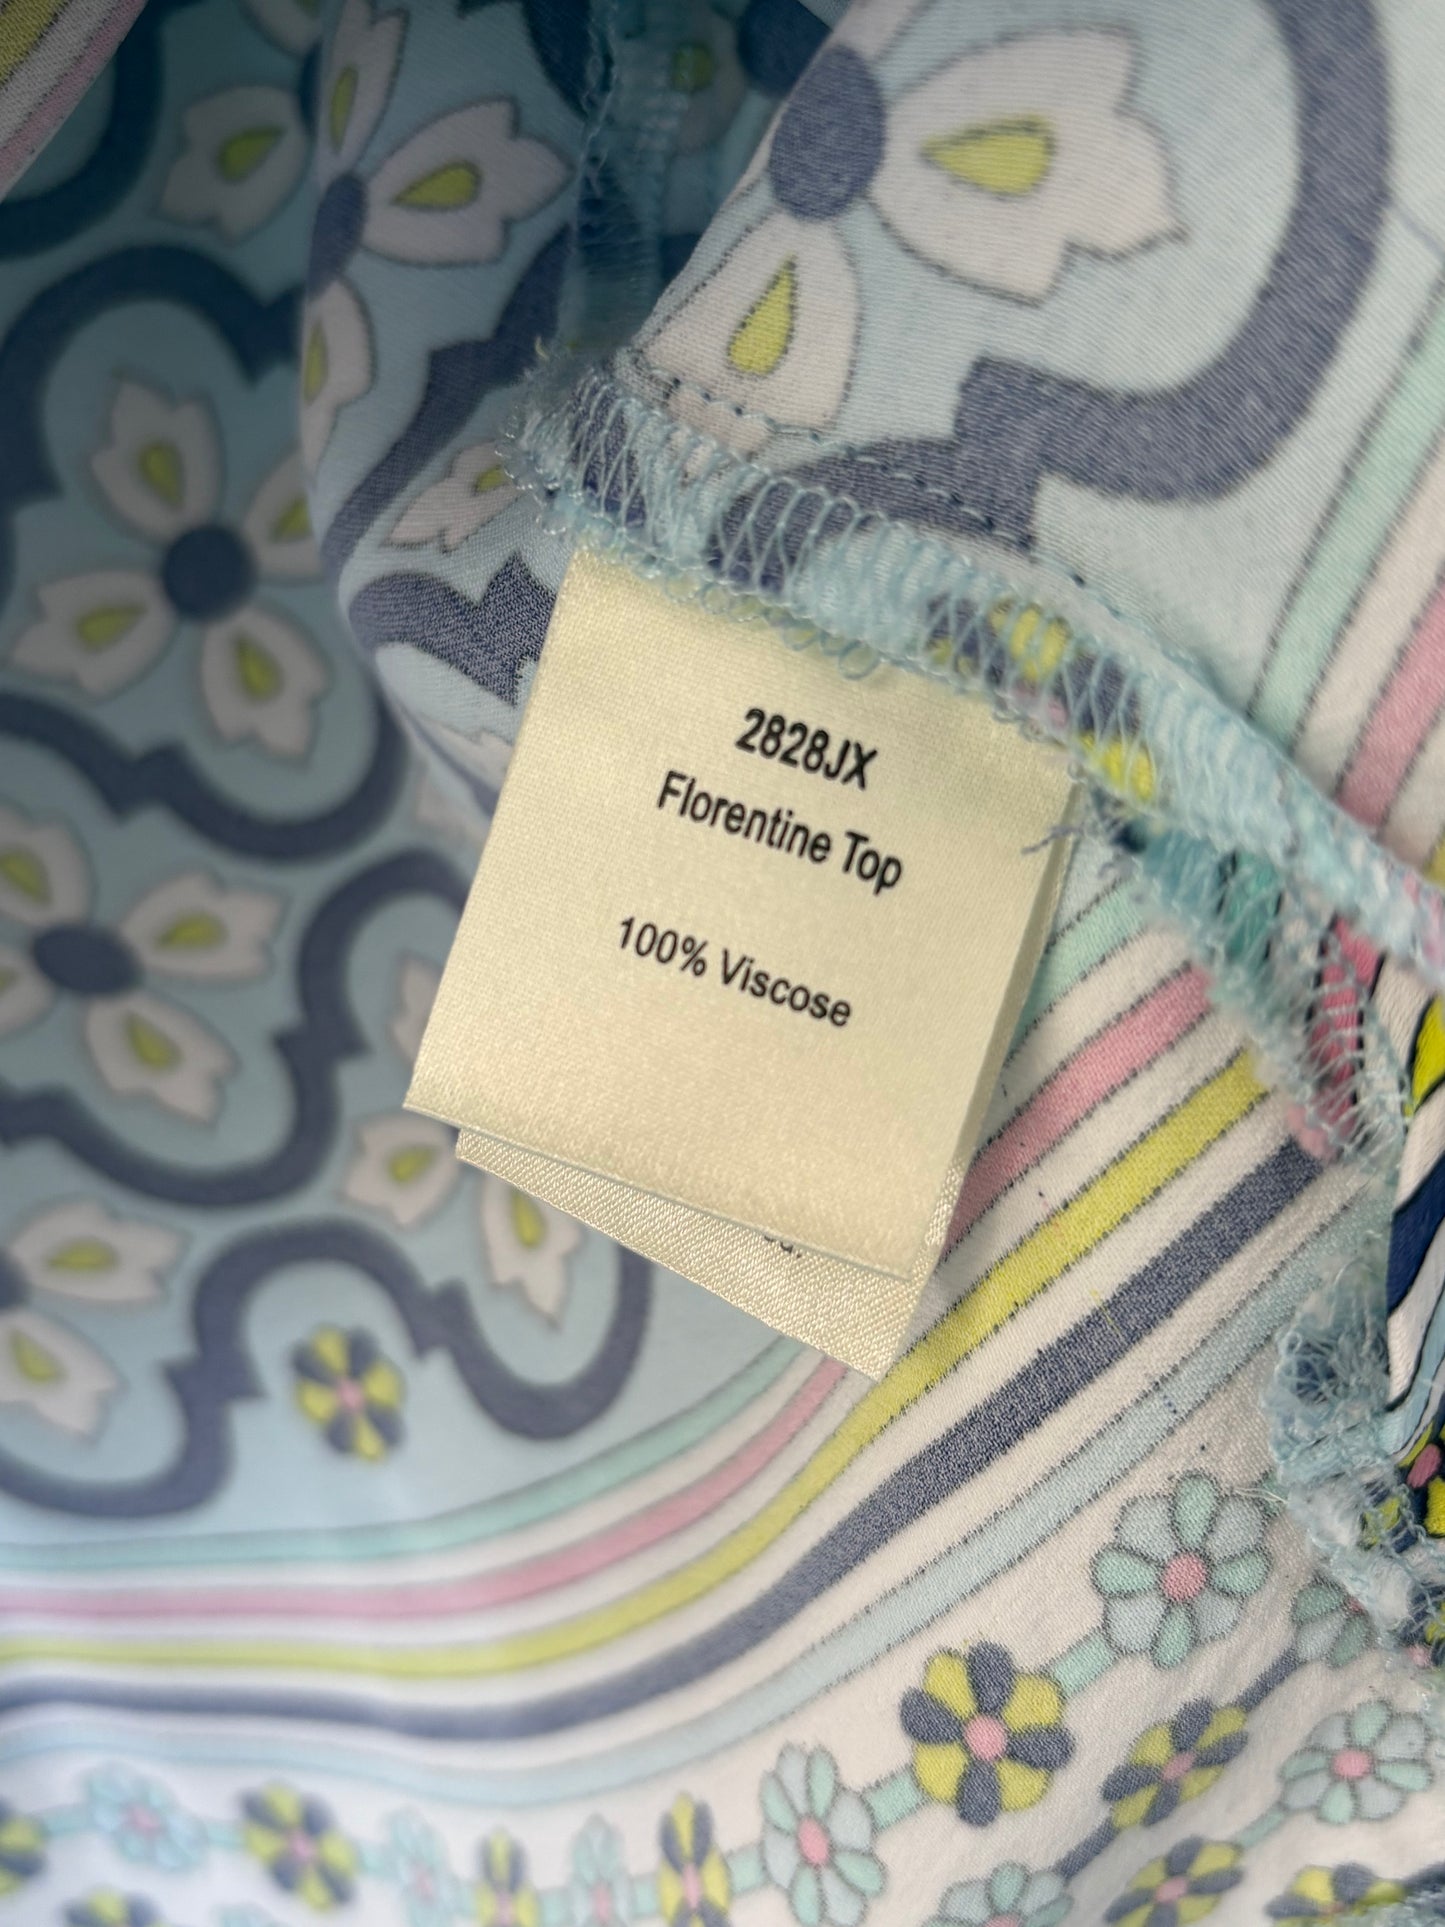 2828JX
Florentine Top
100% Viscose